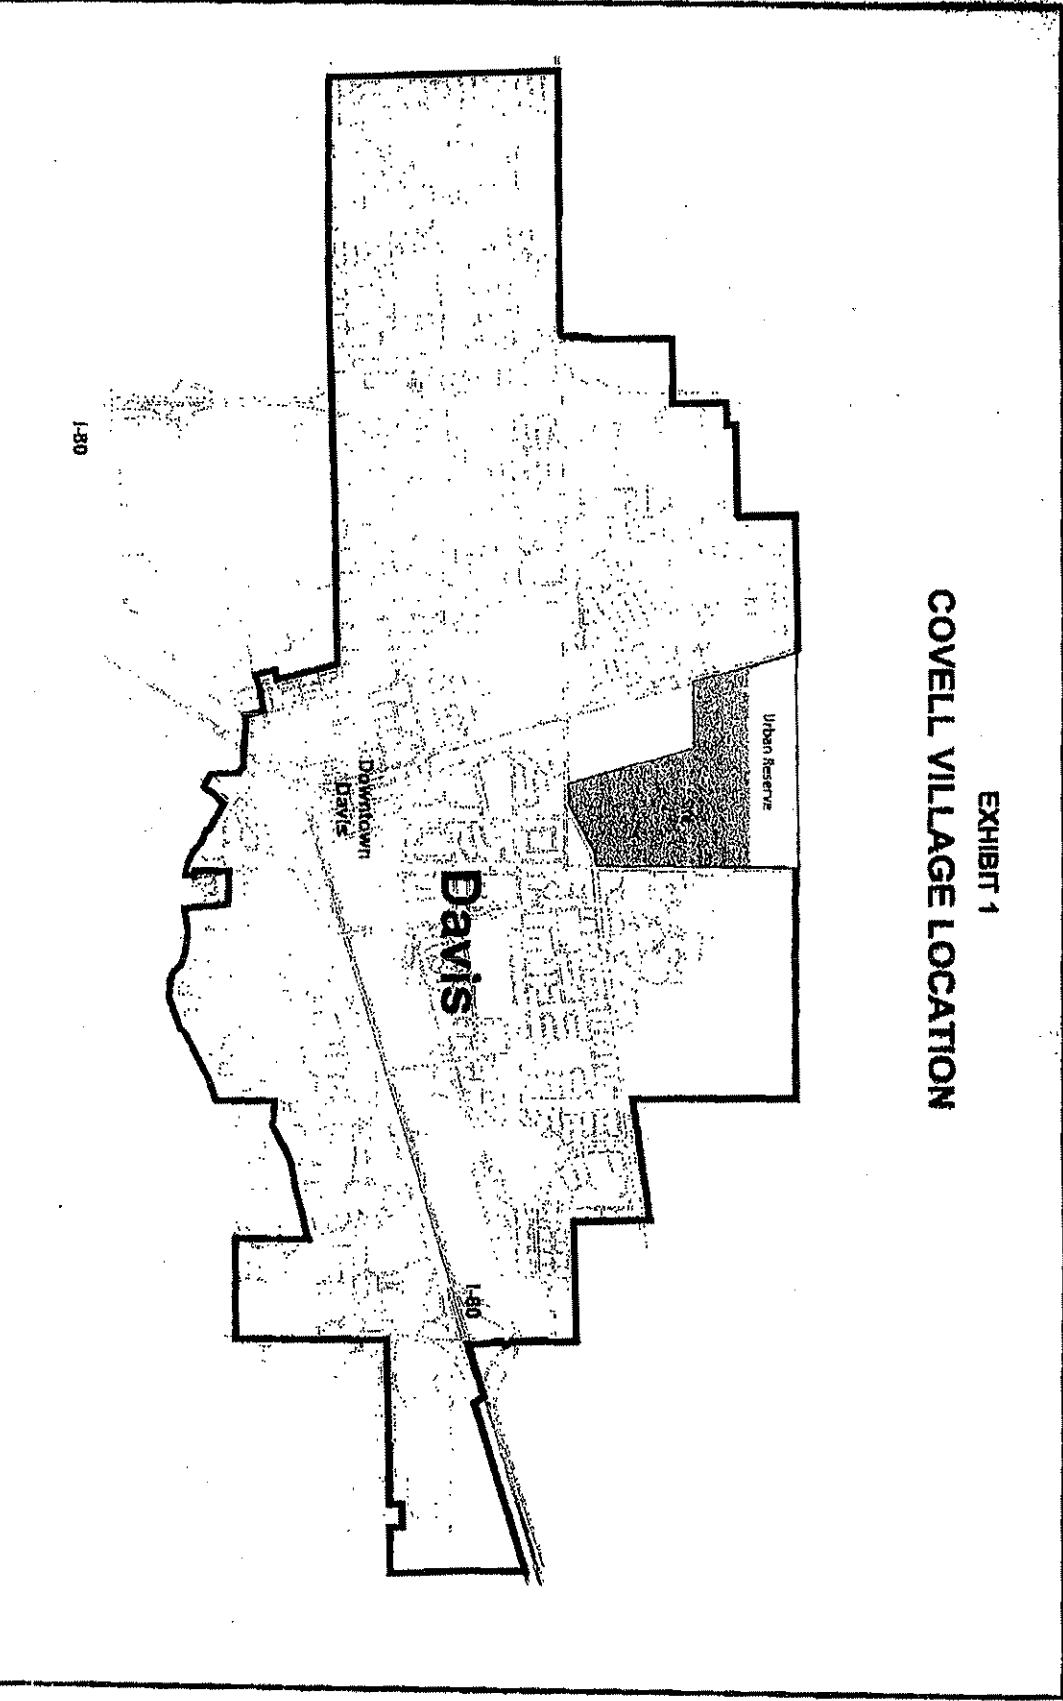 EXHIBIT 1
COVELL VILLAGE LOCATION
Urban Reserve
Downtown
Davis
Davis
I-80
I-80